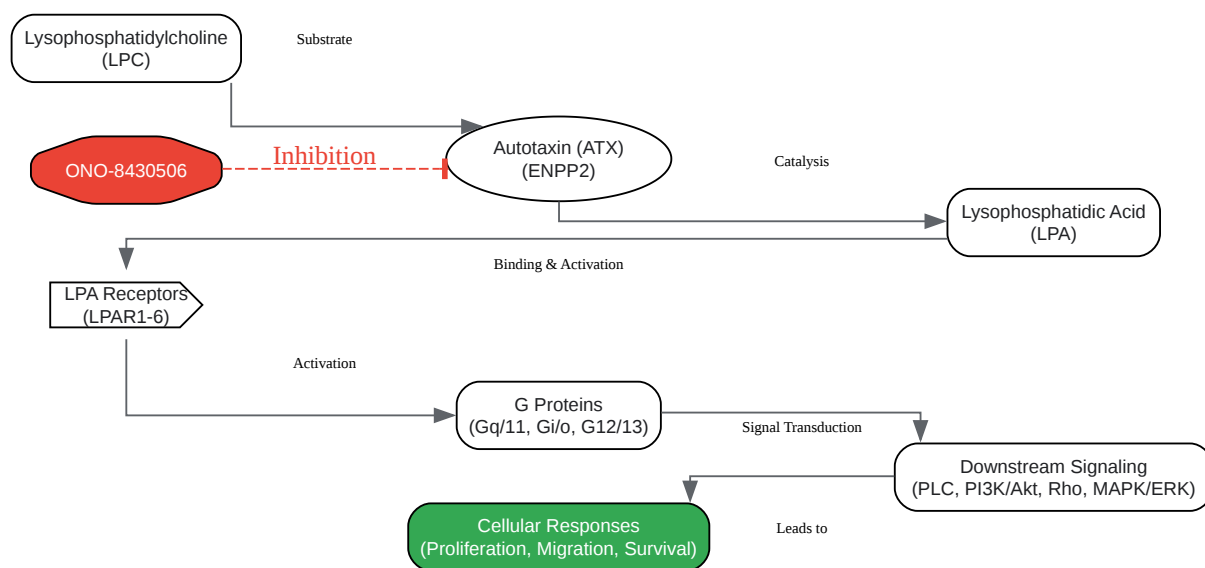 Lysophosphatidylcholine
(LPC)
Substrate
ONO-8430506
Inhibition
Autotaxin (ATX)
(ENPP2)
Catalysis
Lysophosphatidic Acid
(LPA)
Binding & Activation
LPA Receptors
(LPAR1-6)
Activation
G Proteins
(Gq/11, Gi/o, G12/13)
Signal Transduction
Downstream Signaling
(PLC, PI3K/Akt, Rho, MAPK/ERK)
Cellular Responses
(Proliferation, Migration, Survival)
Leads to